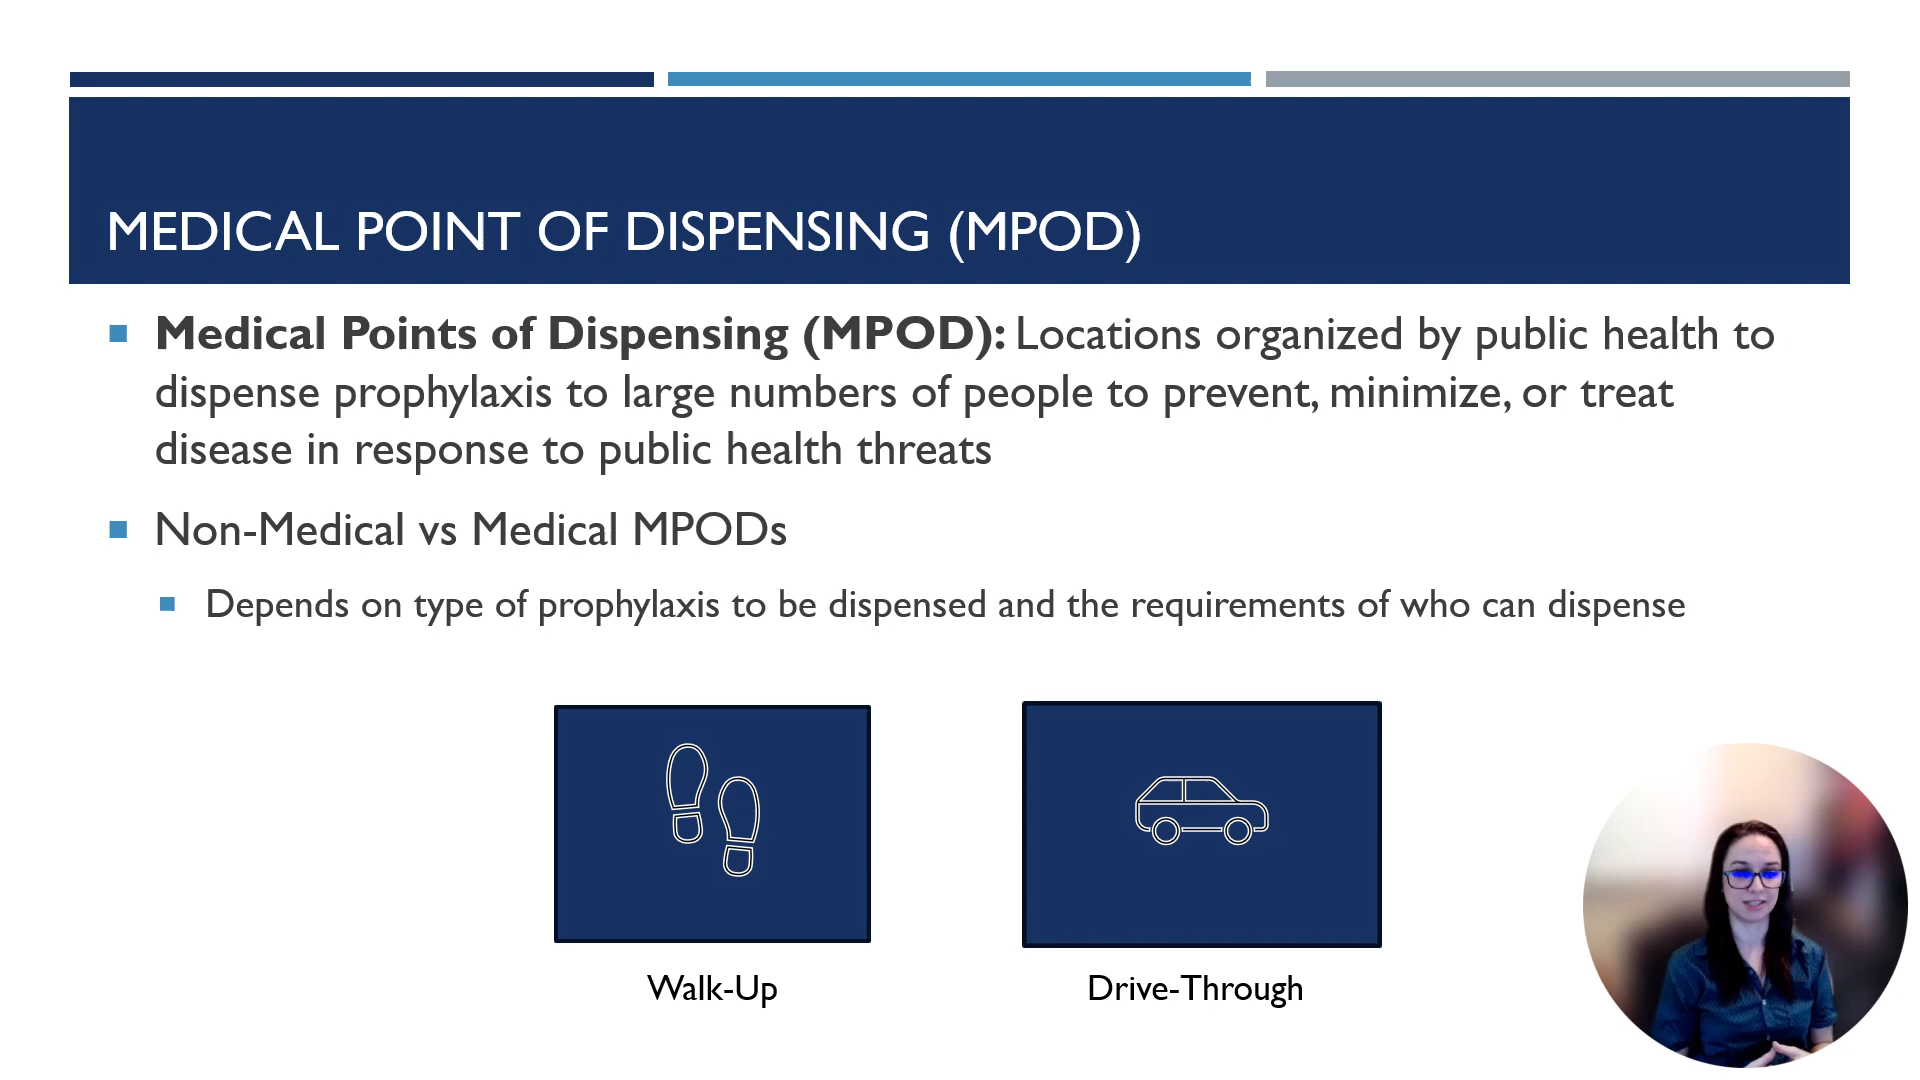 MEDICAL POINT OF DISPENSING (MPOD)
Medical Points of Dispensing (MPOD): Locations organized by public health to
dispense prophylaxis to large numbers of people to prevent, minimize, or treat
disease in response to public health threats
Non-Medical vs Medical MPODs
Depends on type of prophylaxis to be dispensed and the requirements of who can dispense
Walk-Up
Drive-Through